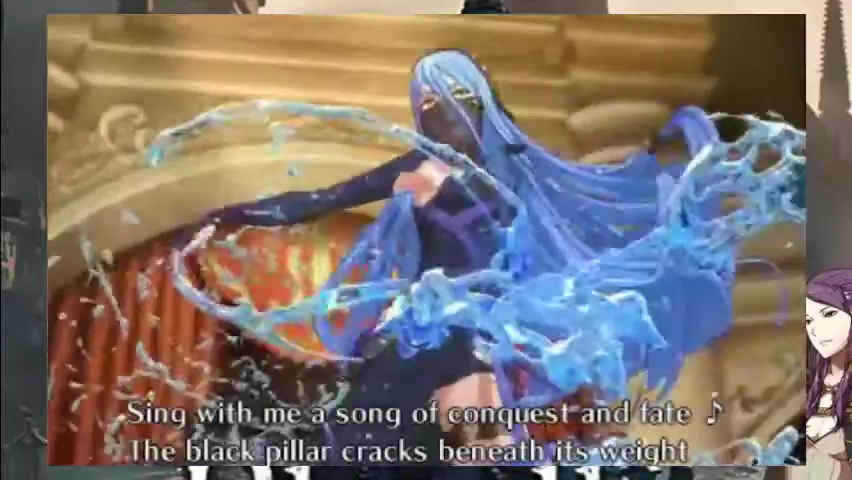 Sing with me a song of conquest and fate ♪
The black pillar cracks beneath its weight